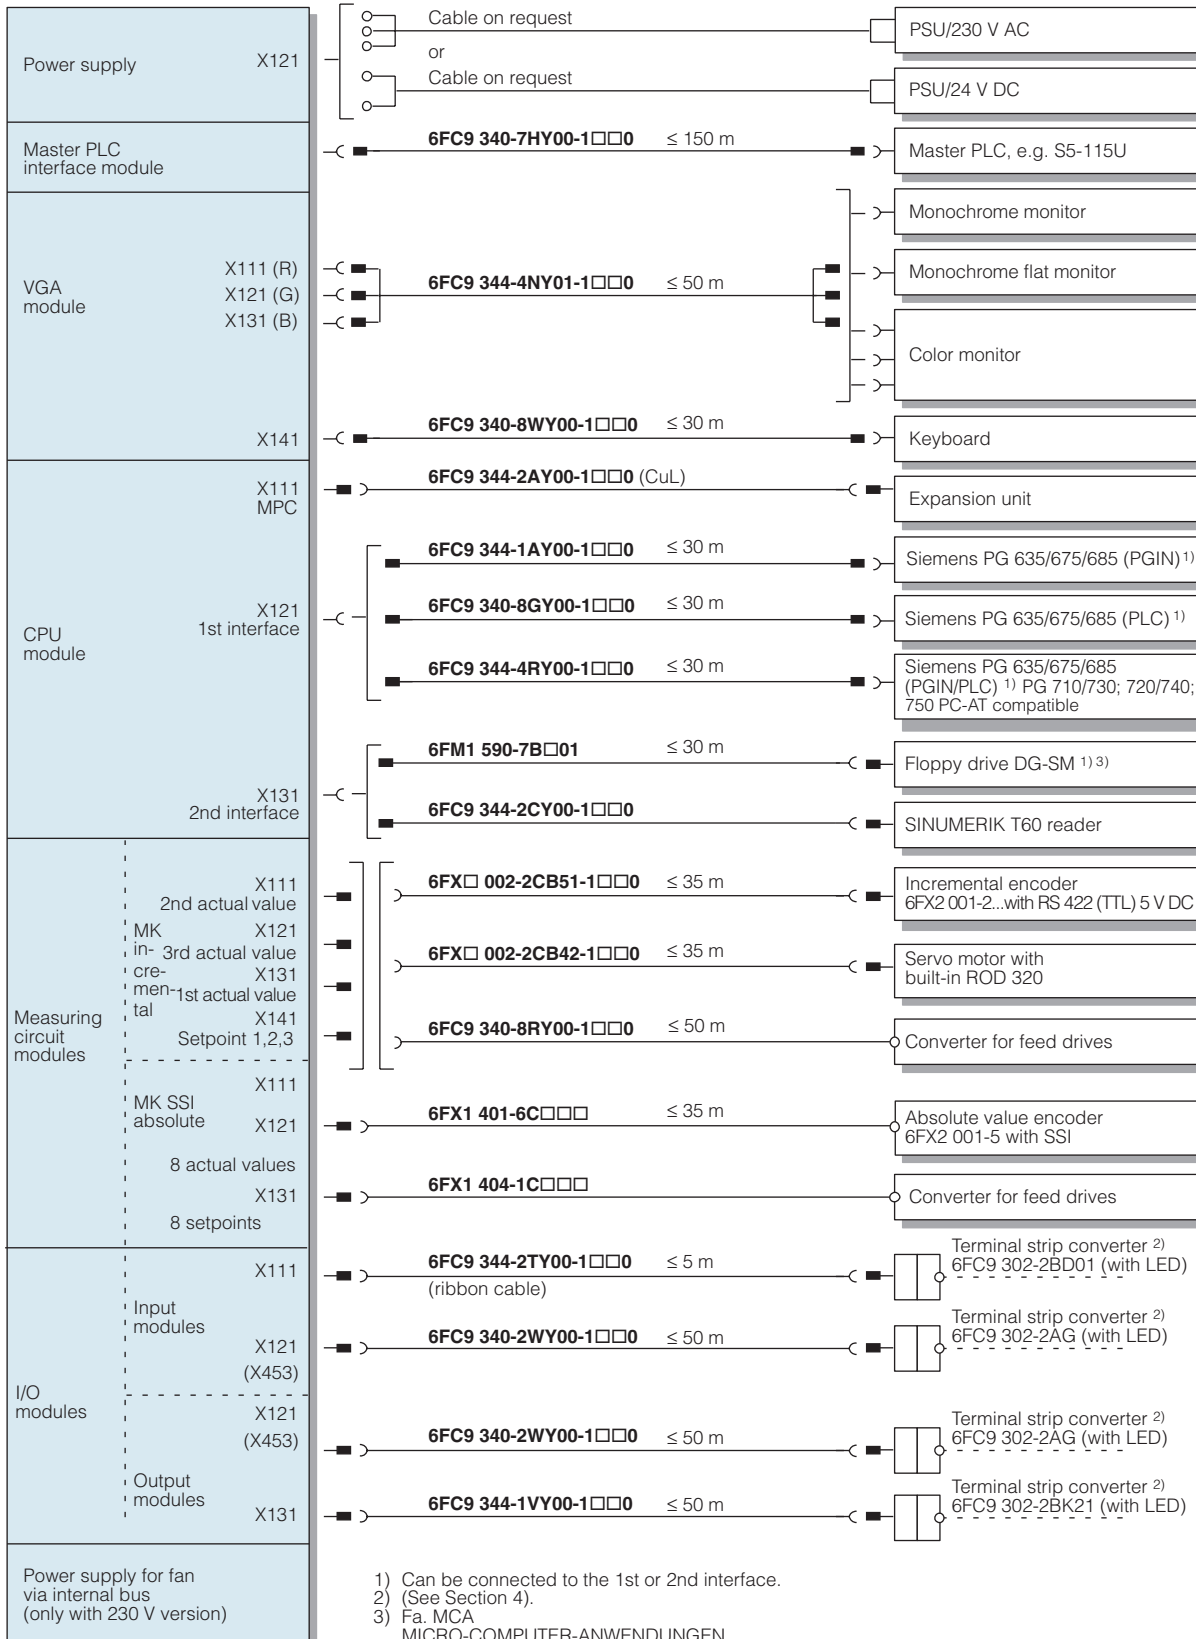 Power supply
X121
Cable on request
or
Cable on request
PSU/230 V AC
PSU/24 V DC
Master PLC
interface module
6FC9 340-7HY00-1□□0 ≤ 150 m
Master PLC, e.g. S5-115U
VGA
module
X111 (R)
X121 (G)
X131 (B)
6FC9 344-4NY01-1□□0 ≤ 50 m
Monochrome monitor
Monochrome flat monitor
Color monitor
X141
6FC9 340-8WY00-1□□0 ≤ 30 m
Keyboard
CPU
module
X111
MPC
6FC9 344-2AY00-1□□0 (CuL)
Expansion unit
X121
1st interface
6FC9 344-1AY00-1□□0 ≤ 30 m
Siemens PG 635/675/685 (PGIN) 1)
6FC9 340-8GY00-1□□0 ≤ 30 m
Siemens PG 635/675/685 (PLC) 1)
6FC9 344-4RY00-1□□0 ≤ 30 m
Siemens PG 635/675/685
(PGIN/PLC) 1) PG 710/730; 720/740;
750 PC-AT compatible
X131
2nd interface
6FM1 590-7B□01 ≤ 30 m
Floppy drive DG-SM 1) 3)
6FC9 344-2CY00-1□□0
SINUMERIK T60 reader
Measuring
circuit
modules
MK
in-
cre-
men-
tal
X111
2nd actual value
X121
3rd actual value
X131
1st actual value
X141
Setpoint 1,2,3
6FX□ 002-2CB51-1□□0 ≤ 35 m
Incremental encoder
6FX2 001-2...with RS 422 (TTL) 5 V DC
6FX□ 002-2CB42-1□□0 ≤ 35 m
Servo motor with
built-in ROD 320
6FC9 340-8RY00-1□□0 ≤ 50 m
Converter for feed drives
MK SSI
absolute
X111
X121
8 actual values
X131
8 setpoints
6FX1 401-6C□□□ ≤ 35 m
Absolute value encoder
6FX2 001-5 with SSI
6FX1 404-1C□□□
Converter for feed drives
I/O
modules
Input
modules
X111
X121
(X453)
6FC9 344-2TY00-1□□0 ≤ 5 m
(ribbon cable)
Terminal strip converter 2)
6FC9 302-2BD01 (with LED)
6FC9 340-2WY00-1□□0 ≤ 50 m
Terminal strip converter 2)
6FC9 302-2AG (with LED)
Output
modules
X121
(X453)
X131
6FC9 340-2WY00-1□□0 ≤ 50 m
Terminal strip converter 2)
6FC9 302-2AG (with LED)
6FC9 344-1VY00-1□□0 ≤ 50 m
Terminal strip converter 2)
6FC9 302-2BK21 (with LED)
Power supply for fan
via internal bus
(only with 230 V version)
1) Can be connected to the 1st or 2nd interface.
2) (See Section 4).
3) Fa. MCA
MICRO-COMPUTER-ANWENDUNGEN